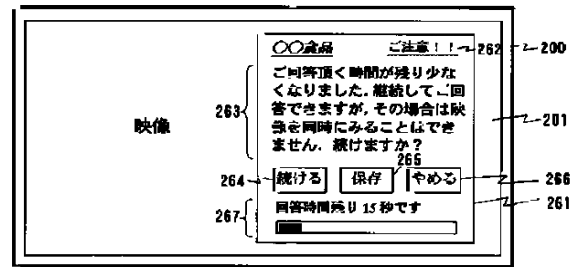 〇〇食品 ご注意！！ 262 200
ご回答頂く時間が残り少な
くなりました.継続してご回
答できますが,その場合は映
像を同時にみることはでき
ません.続けますか?
263
映像
201
265
264 続ける 保存 やめる 266
261
267 回答時間残り 15 秒です